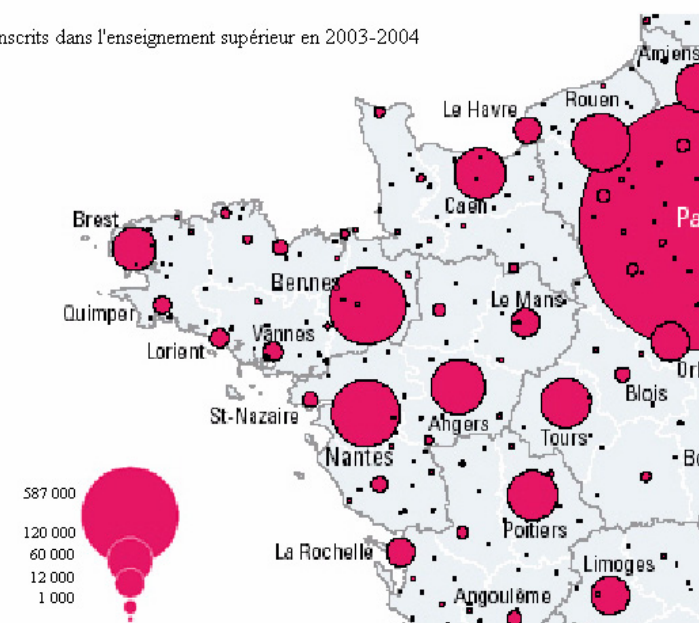 nscrits dans l'enseignement supérieur en 2003-2004
Amiens
Le Havre
Rouen
Caen
Pa
Brest
Rennes
Le Mans
Quimper
Vannes
Lorient
Orl
Blois
St-Nazaire
Angers
Tours
Nantes
Bo
587 000
120 000
60 000
12 000
1 000
Poitiers
La Rochelle
Limoges
Angoulême